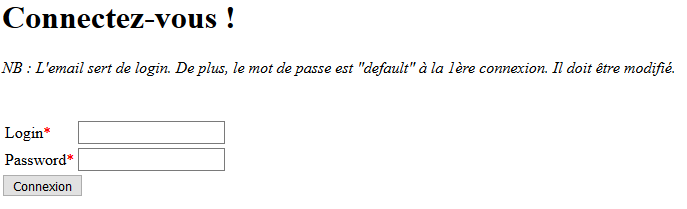 Connectez-vous !
NB : L'email sert de login. De plus, le mot de passe est "default" à la 1ère connexion. Il doit être modifié.
Login*
Password*
Connexion